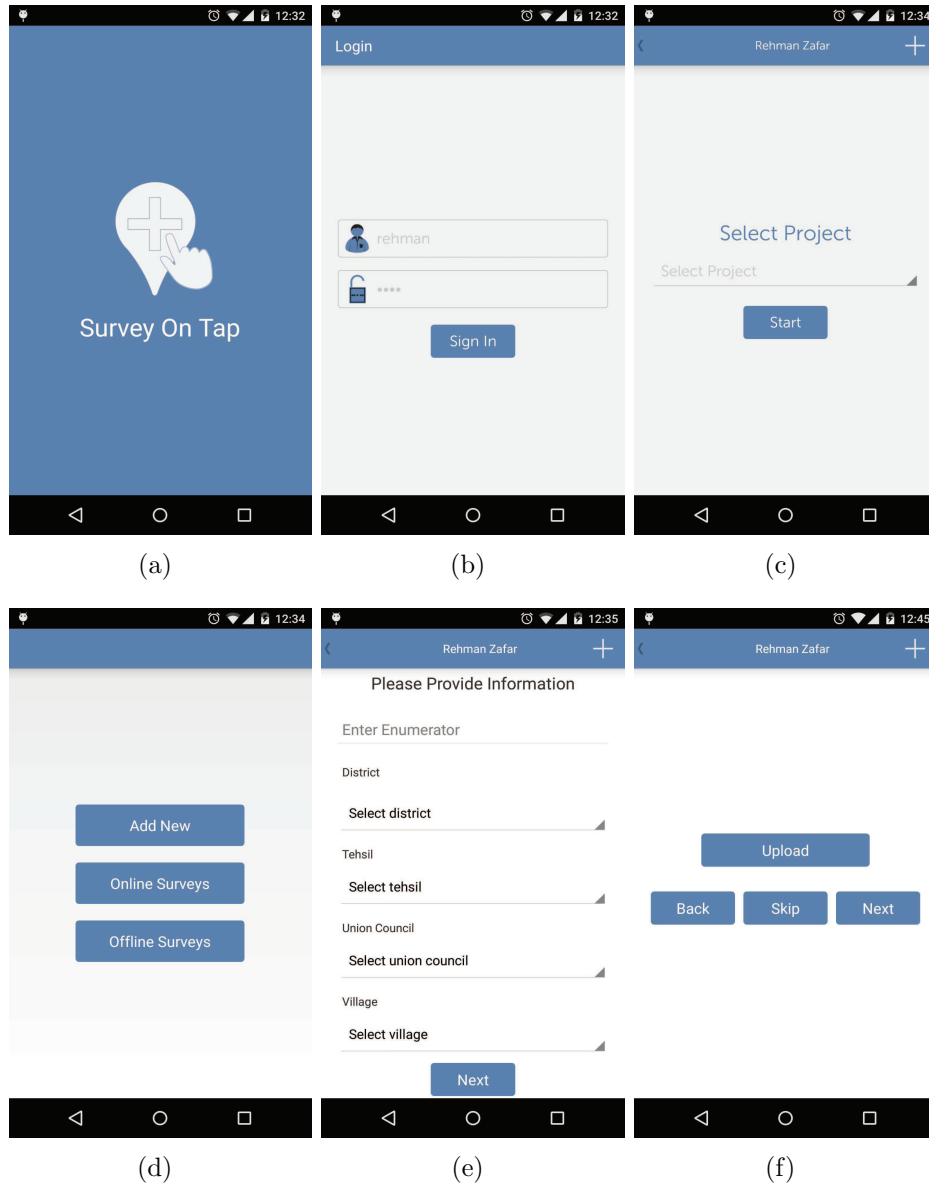 12:32
Survey On Tap
(a)
12:32
Login
rehman
Sign In
(b)
12:34
Rehman Zafar
Select Project
Select Project
Start
(c)
12:34
Add New
Online Surveys
Offline Surveys
(d)
12:35
Rehman Zafar
Please Provide Information
Enter Enumerator
District
Select district
Tehsil
Select tehsil
Union Council
Select union council
Village
Select village
Next
(e)
12:45
Rehman Zafar
Upload
Back Skip Next
(f)